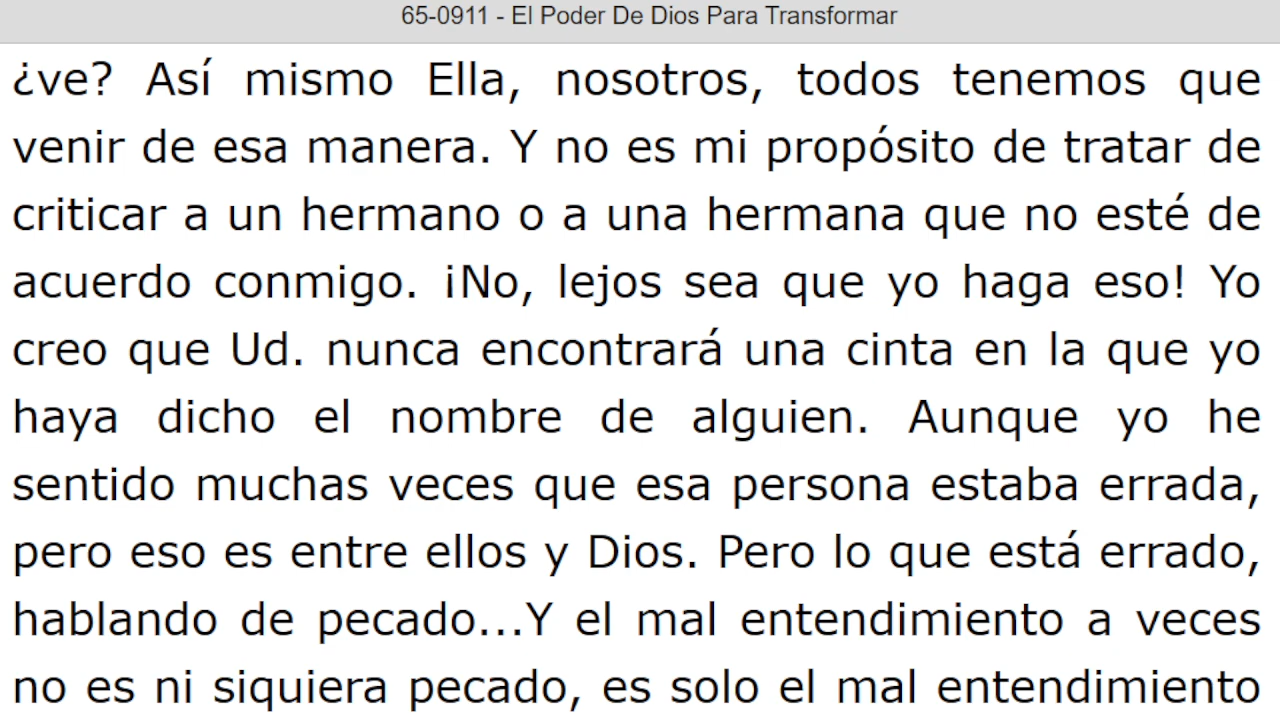 65-0911 - El Poder De Dios Para Transformar
¿ve? Así mismo Ella, nosotros, todos tenemos que
venir de esa manera. Y no es mi propósito de tratar de
criticar a un hermano o a una hermana que no esté de
acuerdo conmigo. ¡No, lejos sea que yo haga eso! Yo
creo que Ud. nunca encontrará una cinta en la que yo
haya dicho el nombre de alguien. Aunque yo he
sentido muchas veces que esa persona estaba errada,
pero eso es entre ellos y Dios. Pero lo que está errado,
hablando de pecado...Y el mal entendimiento a veces
no es ni siquiera pecado, es solo el mal entendimiento